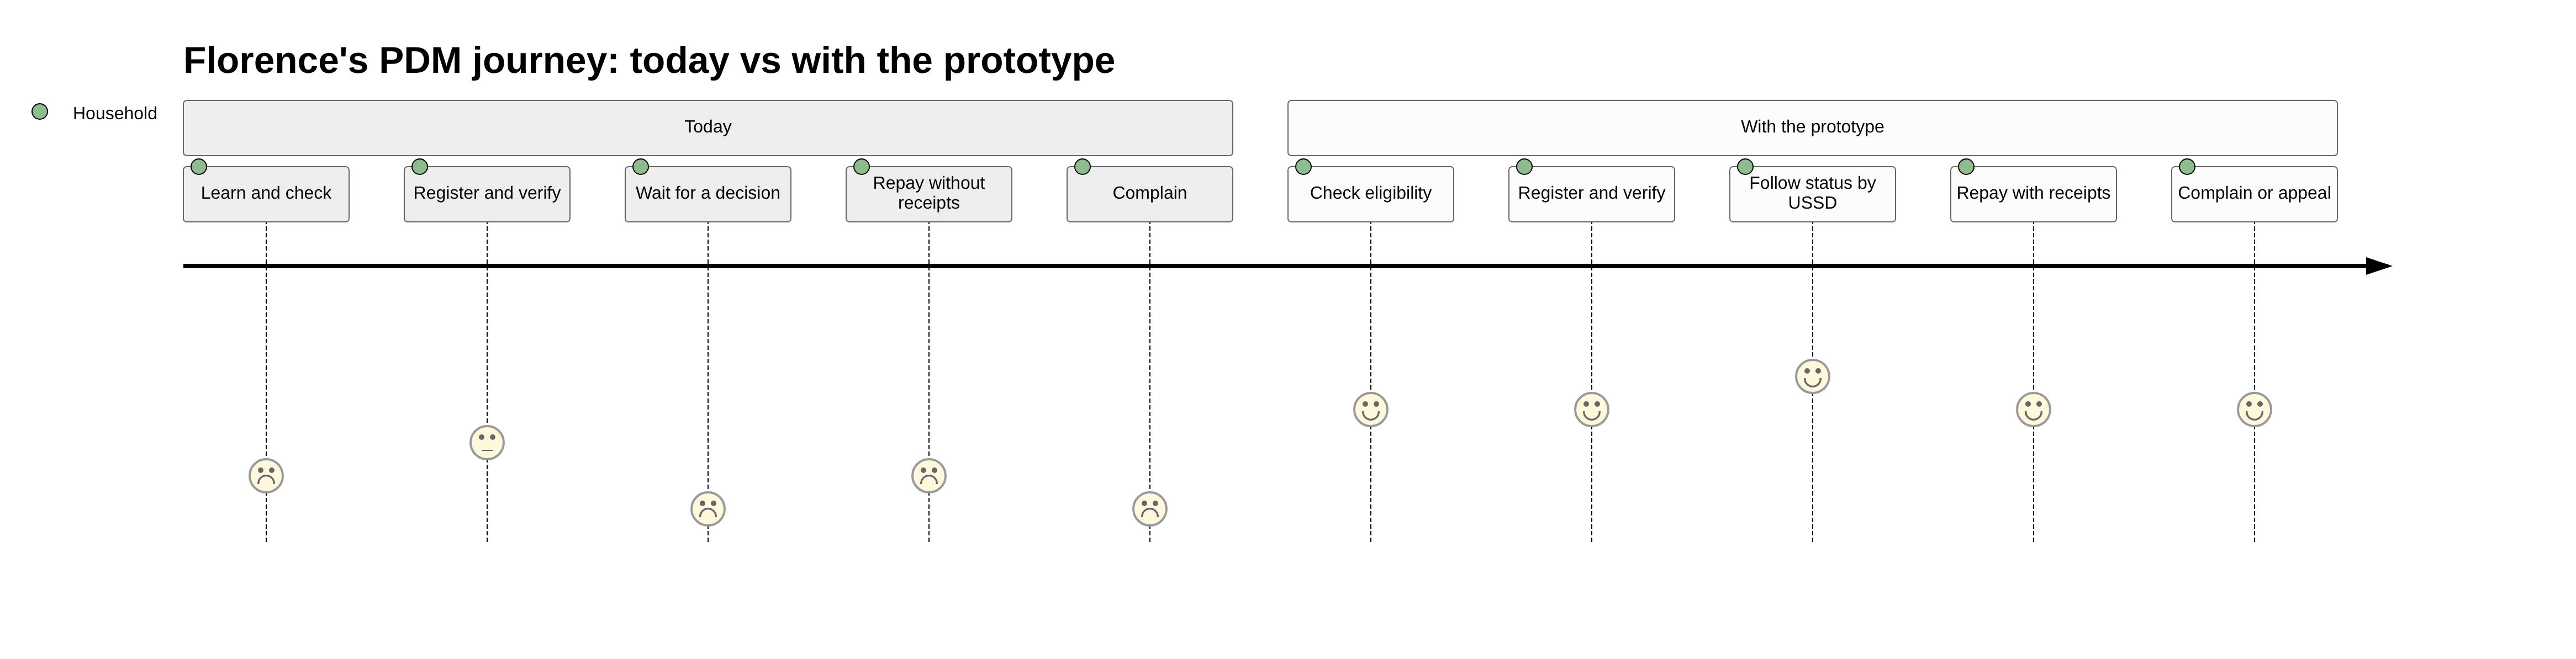 Florence's PDM journey: today vs with the prototype
Household
Today
With the prototype
Learn and check
Register and verify
Wait for a decision
Repay without
receipts
Complain
Check eligibility
Register and verify
Follow status by
USSD
Repay with receipts
Complain or appeal